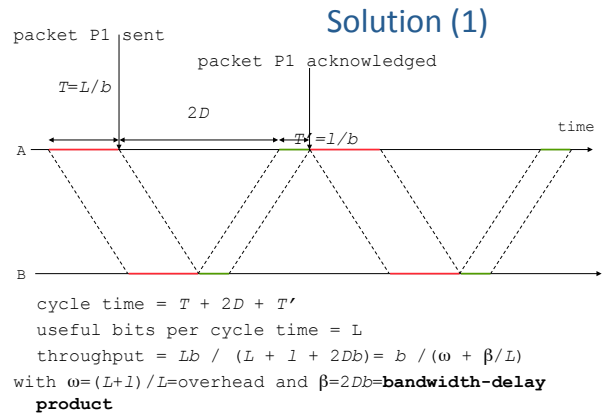 Solution (1)
packet P1 sent
packet P1 acknowledged
T=L/b
2D
T'=l/b
time
A
B
cycle time = T + 2D + T'
useful bits per cycle time = L
throughput = Lb / (L + l + 2Db)= b /(ω + β/L)
with ω=(L+l)/L=overhead and β=2Db=bandwidth-delay
product